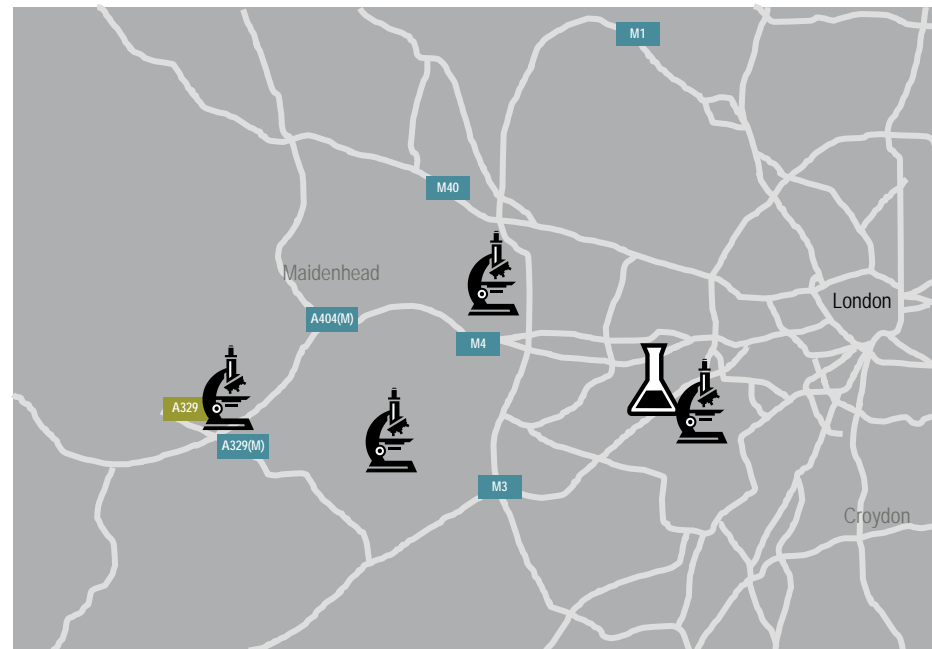 M1
M40
Maidenhead
London
A404(M)
M4
A329
A329(M)
M3
Croydon